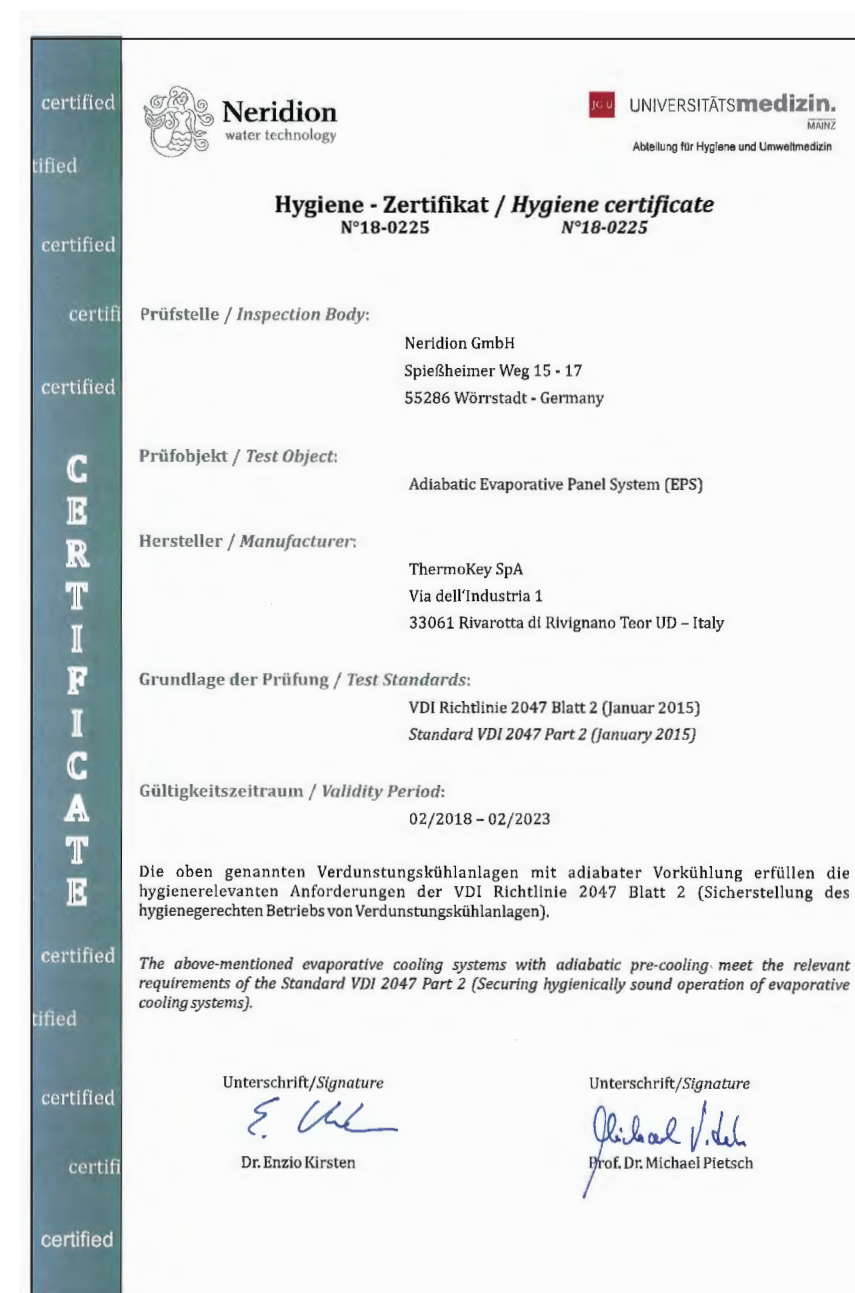 certified
tified
certified
certifi
certified
CERTIFICATE
certified
tified
certified
certifi
certified
Neridion
water technology
JGU UNIVERSITÄTSmedizin.
MAINZ
Abteilung für Hygiene und Umweltmedizin
Hygiene - Zertifikat / Hygiene certificate
N°18-0225 N°18-0225
Prüfstelle / Inspection Body:
Neridion GmbH
Spießheimer Weg 15 - 17
55286 Wörrstadt - Germany
Prüfobjekt / Test Object:
Adiabatic Evaporative Panel System (EPS)
Hersteller / Manufacturer:
ThermoKey SpA
Via dell'Industria 1
33061 Rivarotta di Rivignano Teor UD – Italy
Grundlage der Prüfung / Test Standards:
VDI Richtlinie 2047 Blatt 2 (Januar 2015)
Standard VDI 2047 Part 2 (January 2015)
Gültigkeitszeitraum / Validity Period:
02/2018 – 02/2023
Die oben genannten Verdunstungskühlanlagen mit adiabater Vorkühlung erfüllen die
hygienerelevanten Anforderungen der VDI Richtlinie 2047 Blatt 2 (Sicherstellung des
hygienegerechten Betriebs von Verdunstungskühlanlagen).
The above-mentioned evaporative cooling systems with adiabatic pre-cooling meet the relevant
requirements of the Standard VDI 2047 Part 2 (Securing hygienically sound operation of evaporative
cooling systems).
Unterschrift/Signature Unterschrift/Signature
Dr. Enzio Kirsten Prof. Dr. Michael Pietsch